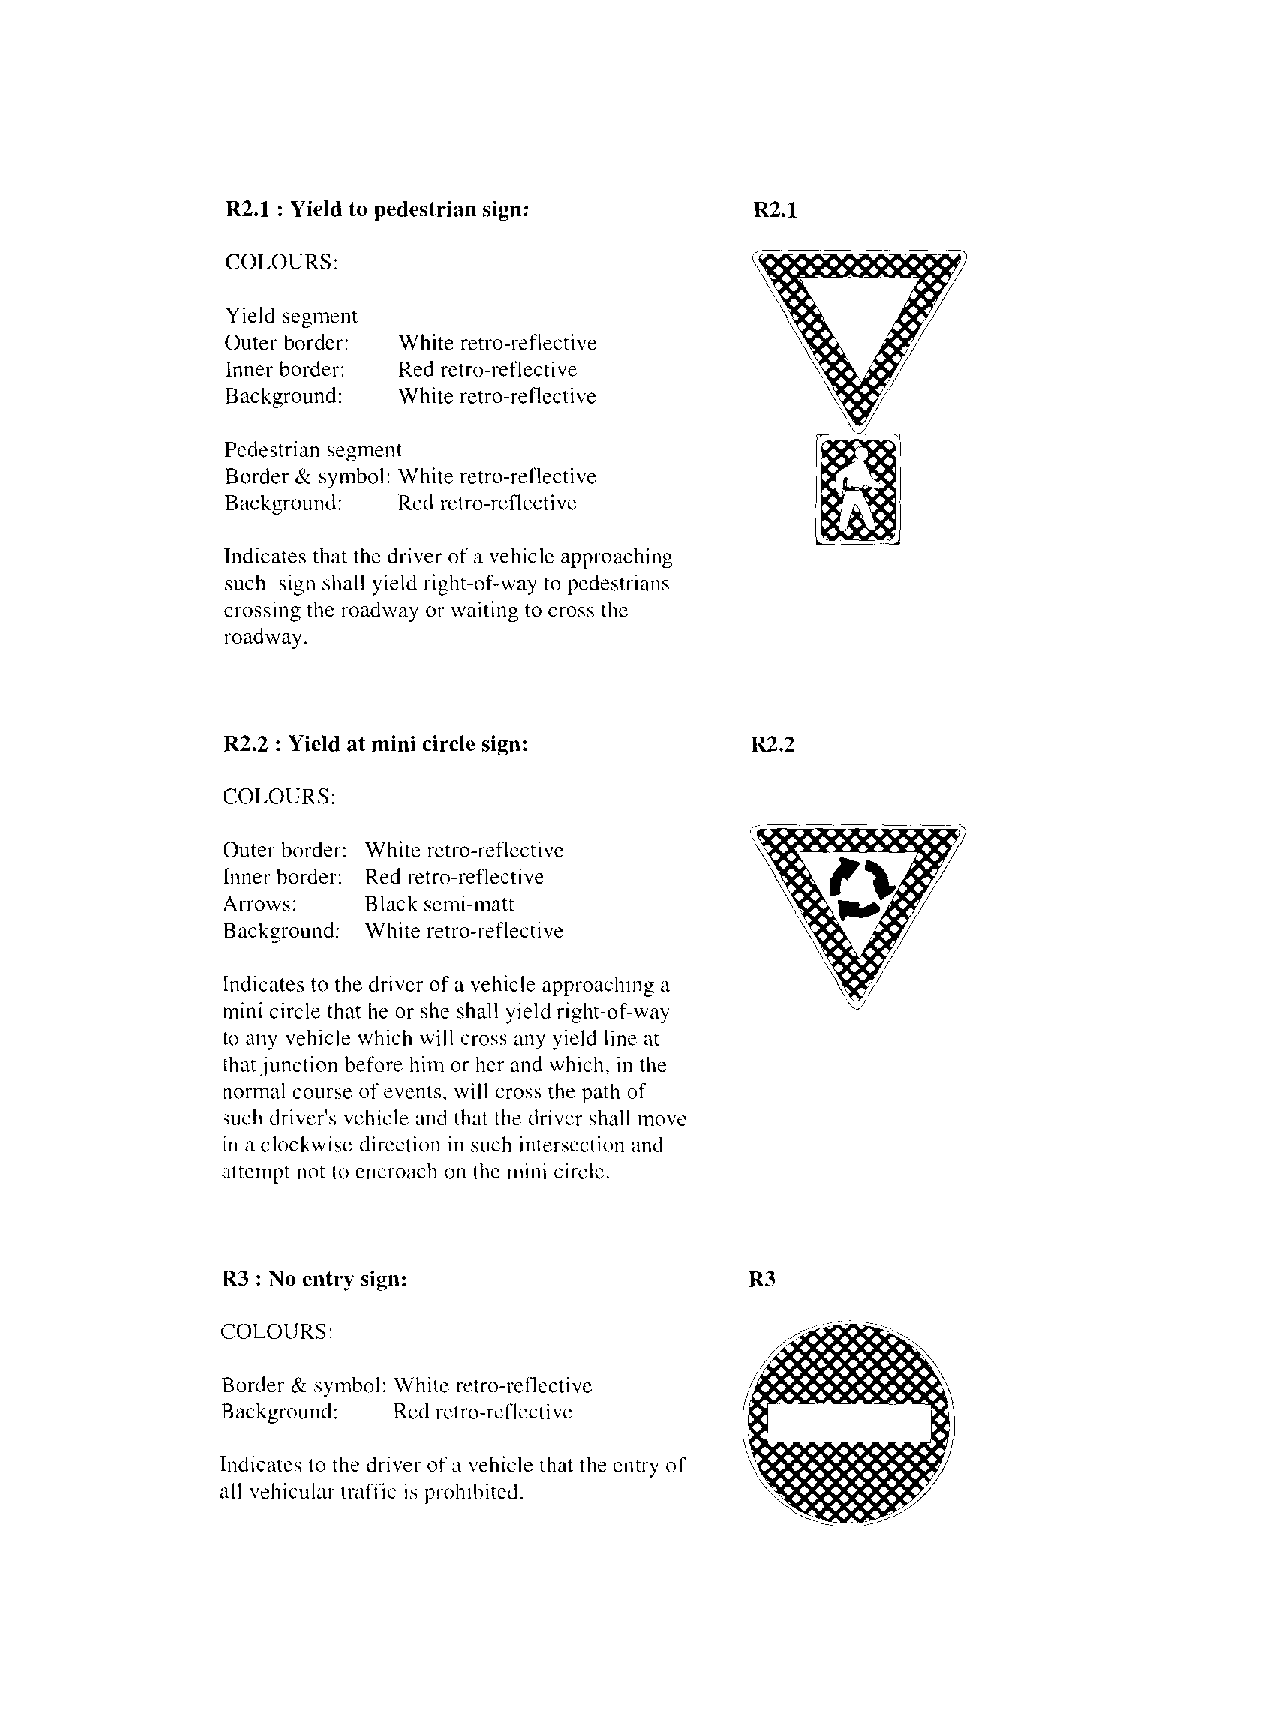 R2.1 : Yield to pedestrian sign:
R2.1
COLOURS:
Yield segment
Outer border: White retro-reflective
Inner border: Red retro-reflective
Background: White retro-reflective
Pedestrian segment
Border & symbol: White retro-reflective
Background: Red retro-reflective
Indicates that the driver of a vehicle approaching
such sign shall yield right-of-way to pedestrians
crossing the roadway or waiting to cross the
roadway.
R2.2 : Yield at mini circle sign:
R2.2
COLOURS:
Outer border: White retro-reflective
Inner border: Red retro-reflective
Arrows: Black semi-matt
Background: White retro-reflective
Indicates to the driver of a vehicle approaching a
mini circle that he or she shall yield right-of-way
to any vehicle which will cross any yield line at
that junction before him or her and which, in the
normal course of events, will cross the path of
such driver's vehicle and that the driver shall move
in a clockwise direction in such intersection and
attempt not to encroach on the mini circle.
R3 : No entry sign:
R3
COLOURS:
Border & symbol: White retro-reflective
Background: Red retro-reflective
Indicates to the driver of a vehicle that the entry of
all vehicular traffic is prohibited.